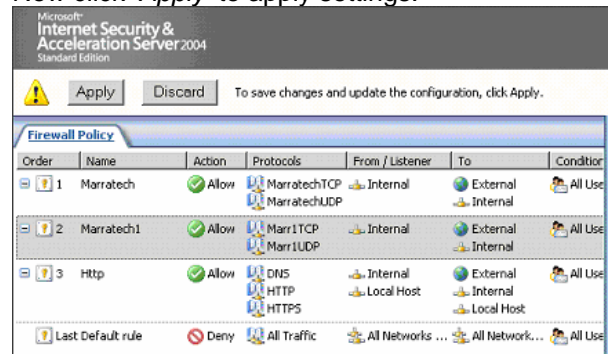 Now click 'Apply' to apply settings.
Microsoft®
Internet Security &
Acceleration Server 2004
Standard Edition
Apply Discard To save changes and update the configuration, click Apply.
Firewall Policy
Order Name Action Protocols From / Listener To Condition
1 Marratech Allow MarratechTCP Internal External All Use
MarratechUDP Internal
2 Marratech1 Allow Marr1TCP Internal External All Use
Marr1UDP Internal
3 Http Allow DNS Internal External All Use
HTTP Local Host Internal
HTTPS Local Host
Last Default rule Deny All Traffic All Networks ... All Network... All Use